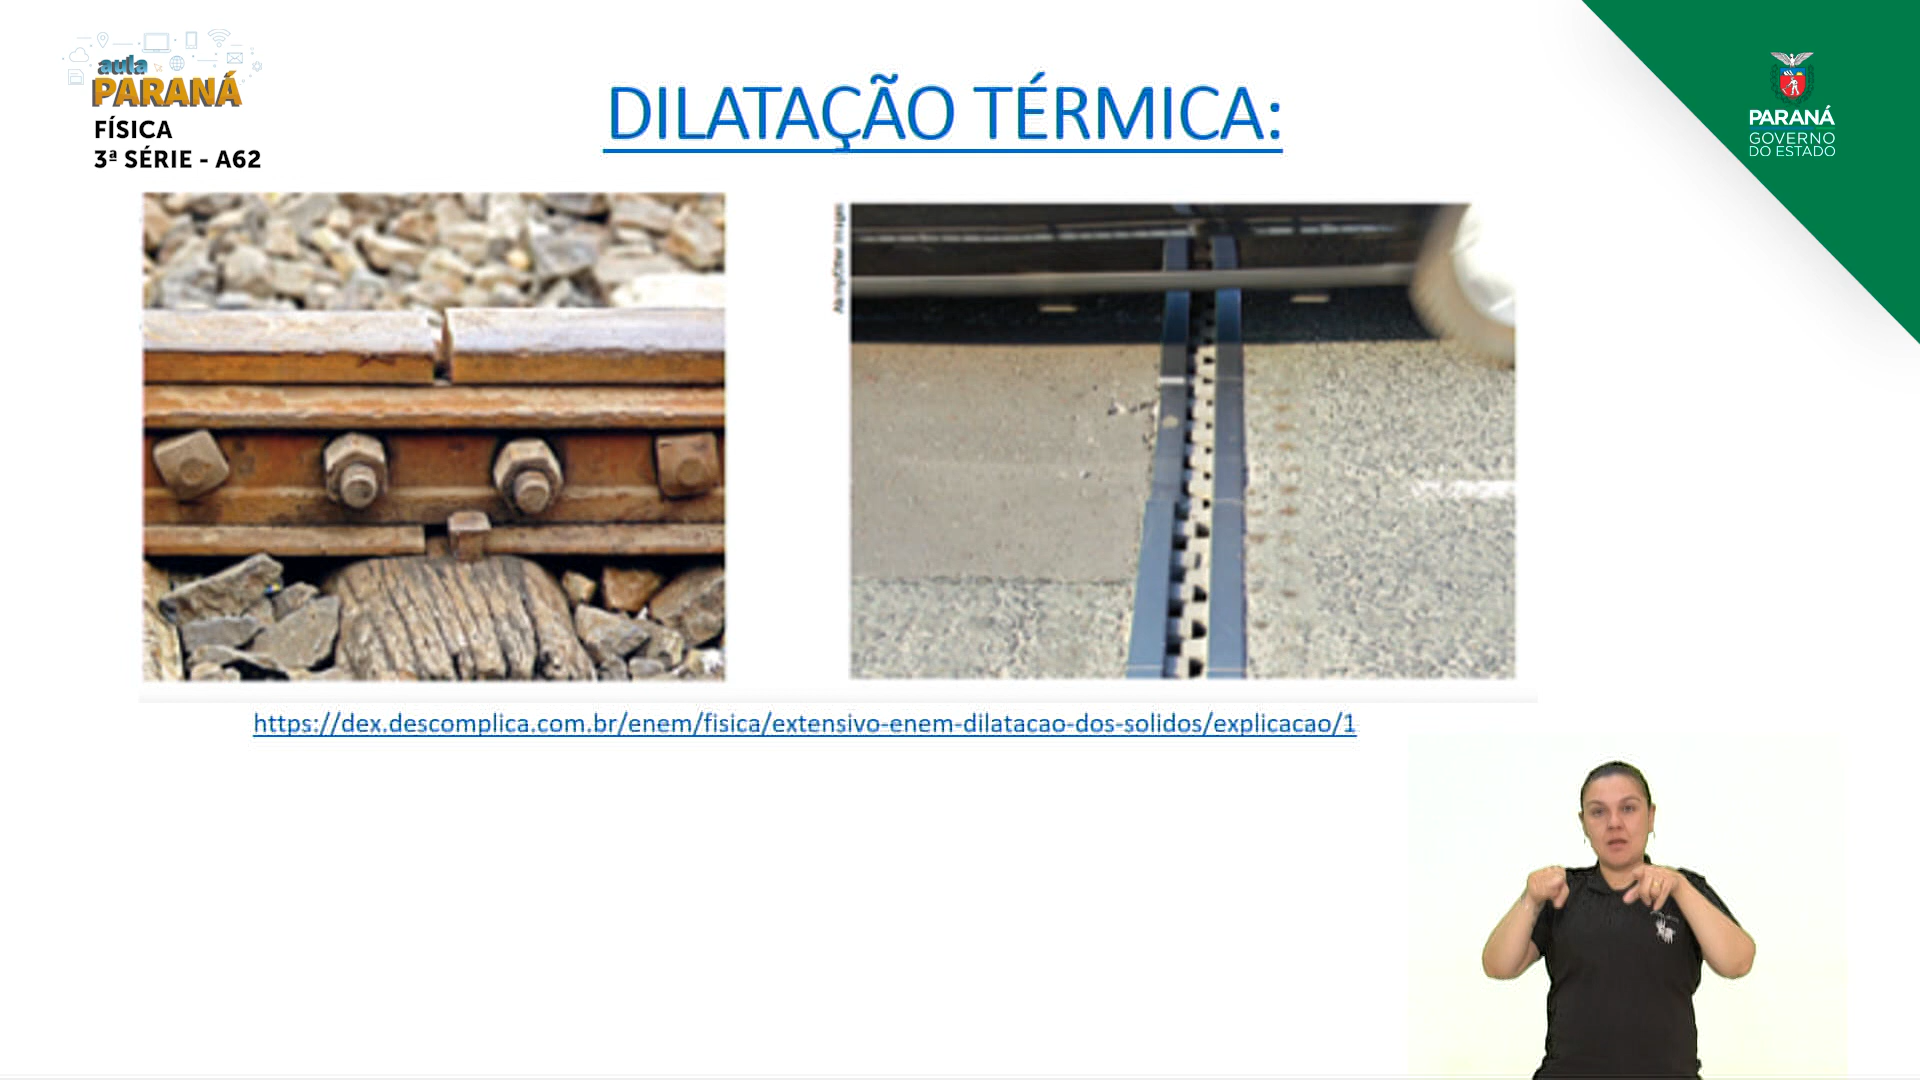 aula
PARANÁ
FÍSICA
3ª SÉRIE - A62
DILATAÇÃO TÉRMICA:
PARANÁ
GOVERNO
DO ESTADO
https://dex.descomplica.com.br/enem/fisica/extensivo-enem-dilatacao-dos-solidos/explicacao/1